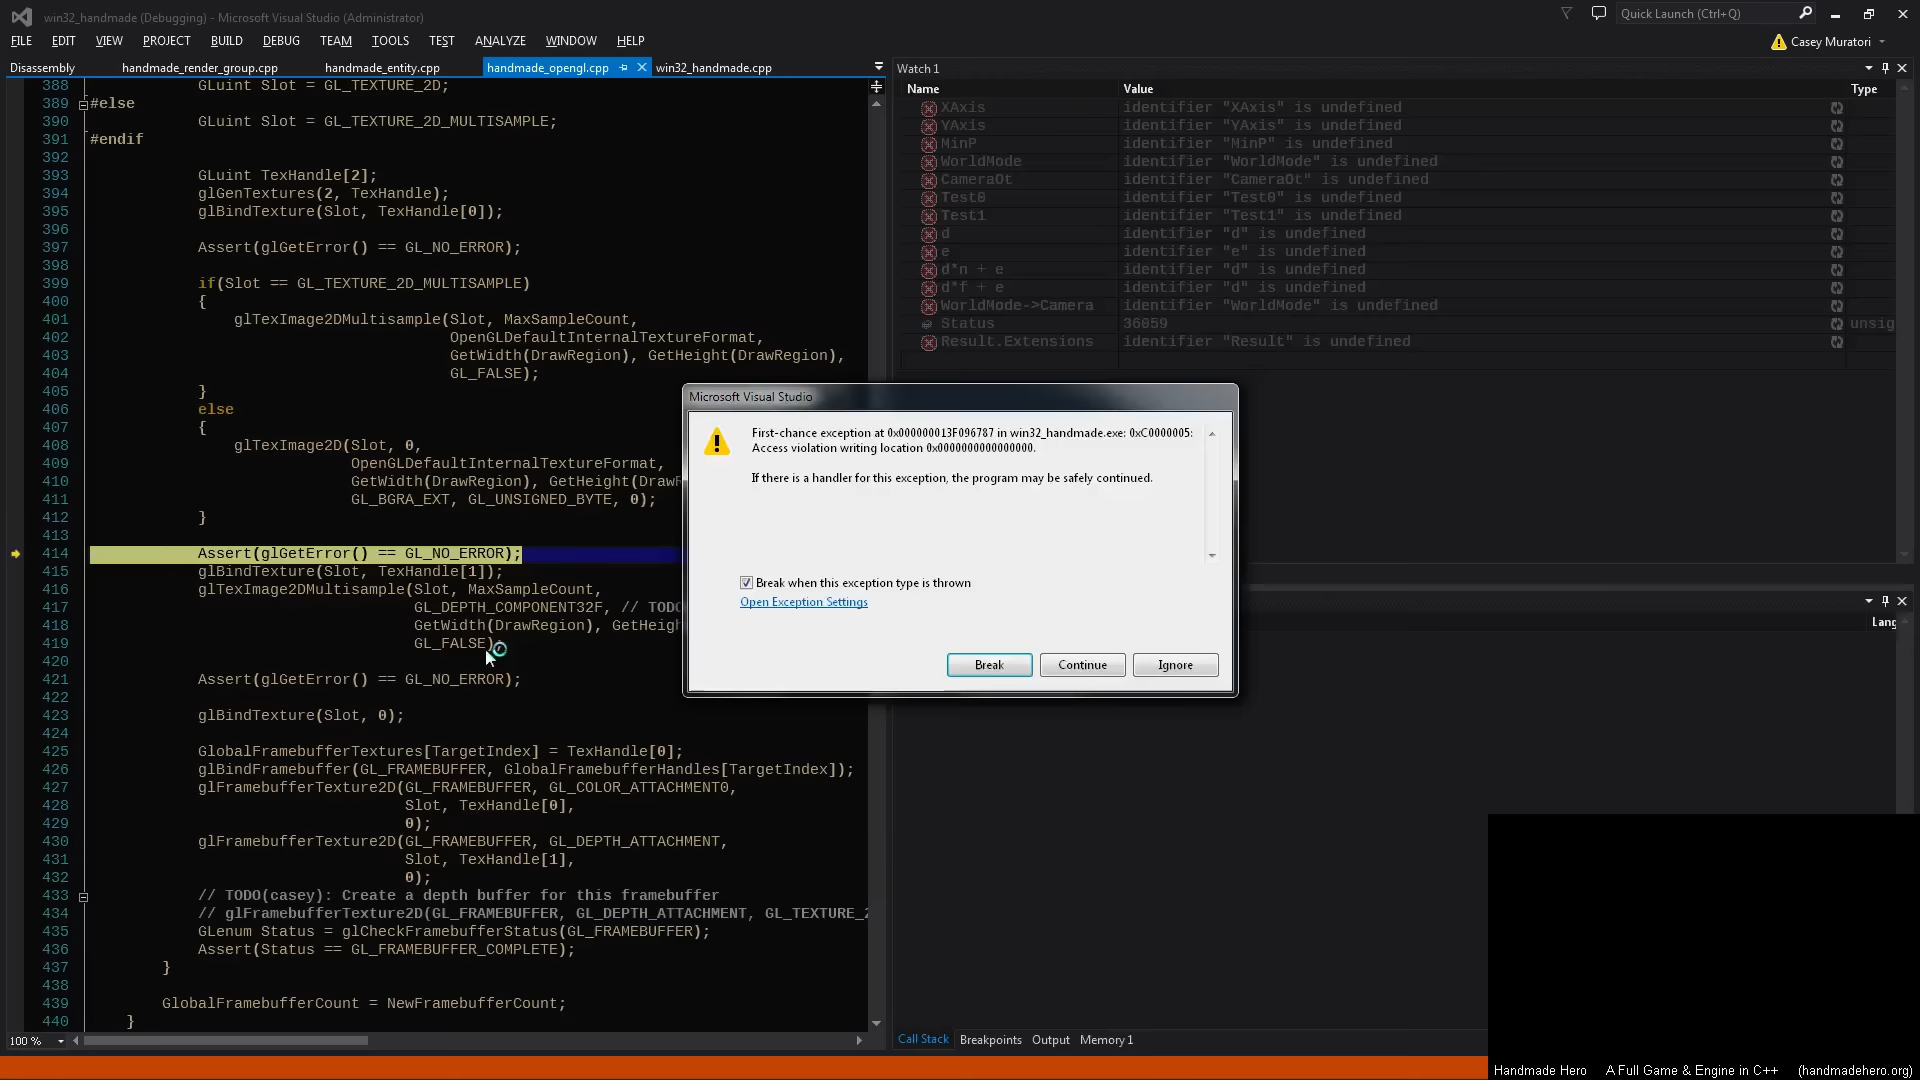 win32_handmade (Debugging) - Microsoft Visual Studio (Administrator)
Quick Launch (Ctrl+Q)
FILE EDIT VIEW PROJECT BUILD DEBUG TEAM TOOLS TEST ANALYZE WINDOW HELP
Casey Muratori
Disassembly handmade_render_group.cpp handmade_entity.cpp handmade_opengl.cpp win32_handmade.cpp
388 GLuint Slot = GL_TEXTURE_2D;
389 #else
390 GLuint Slot = GL_TEXTURE_2D_MULTISAMPLE;
391 #endif
392
393 GLuint TexHandle[2];
394 glGenTextures(2, TexHandle);
395 glBindTexture(Slot, TexHandle[0]);
396
397 Assert(glGetError() == GL_NO_ERROR);
398
399 if(Slot == GL_TEXTURE_2D_MULTISAMPLE)
400 {
401 glTexImage2DMultisample(Slot, MaxSampleCount,
402 OpenGLDefaultInternalTextureFormat,
403 GetWidth(DrawRegion), GetHeight(DrawRegion),
404 GL_FALSE);
405 }
406 else
407 {
408 glTexImage2D(Slot, 0,
409 OpenGLDefaultInternalTextureFormat,
410 GetWidth(DrawRegion), GetHeight(DrawR
411 GL_BGRA_EXT, GL_UNSIGNED_BYTE, 0);
412 }
413
414 Assert(glGetError() == GL_NO_ERROR);
415 glBindTexture(Slot, TexHandle[1]);
416 glTexImage2DMultisample(Slot, MaxSampleCount,
417 GL_DEPTH_COMPONENT32F, // TODO
418 GetWidth(DrawRegion), GetHeigh
419 GL_FALSE);
420
421 Assert(glGetError() == GL_NO_ERROR);
422
423 glBindTexture(Slot, 0);
424
425 GlobalFramebufferTextures[TargetIndex] = TexHandle[0];
426 glBindFramebuffer(GL_FRAMEBUFFER, GlobalFramebufferHandles[TargetIndex]);
427 glFramebufferTexture2D(GL_FRAMEBUFFER, GL_COLOR_ATTACHMENT0,
428 Slot, TexHandle[0],
429 0);
430 glFramebufferTexture2D(GL_FRAMEBUFFER, GL_DEPTH_ATTACHMENT,
431 Slot, TexHandle[1],
432 0);
433 // TODO(casey): Create a depth buffer for this framebuffer
434 // glFramebufferTexture2D(GL_FRAMEBUFFER, GL_DEPTH_ATTACHMENT, GL_TEXTURE_2
435 GLenum Status = glCheckFramebufferStatus(GL_FRAMEBUFFER);
436 Assert(Status == GL_FRAMEBUFFER_COMPLETE);
437 }
438
439 GlobalFramebufferCount = NewFramebufferCount;
440 }
100 %
Watch 1
Name Value Type
XAxis identifier "XAxis" is undefined
YAxis identifier "YAxis" is undefined
MinP identifier "MinP" is undefined
WorldMode identifier "WorldMode" is undefined
CameraOt identifier "CameraOt" is undefined
Test0 identifier "Test0" is undefined
Test1 identifier "Test1" is undefined
d identifier "d" is undefined
e identifier "e" is undefined
d*n + e identifier "d" is undefined
d*f + e identifier "d" is undefined
WorldMode->Camera identifier "WorldMode" is undefined
Status 36059 unsig
Result.Extensions identifier "Result" is undefined
Microsoft Visual Studio
First-chance exception at 0x000000013F096787 in win32_handmade.exe: 0xC0000005:
Access violation writing location 0x0000000000000000.
If there is a handler for this exception, the program may be safely continued.
Break when this exception type is thrown
Open Exception Settings
Break Continue Ignore
Lang
Call Stack Breakpoints Output Memory 1
Handmade Hero A Full Game & Engine in C++ (handmadehero.org)